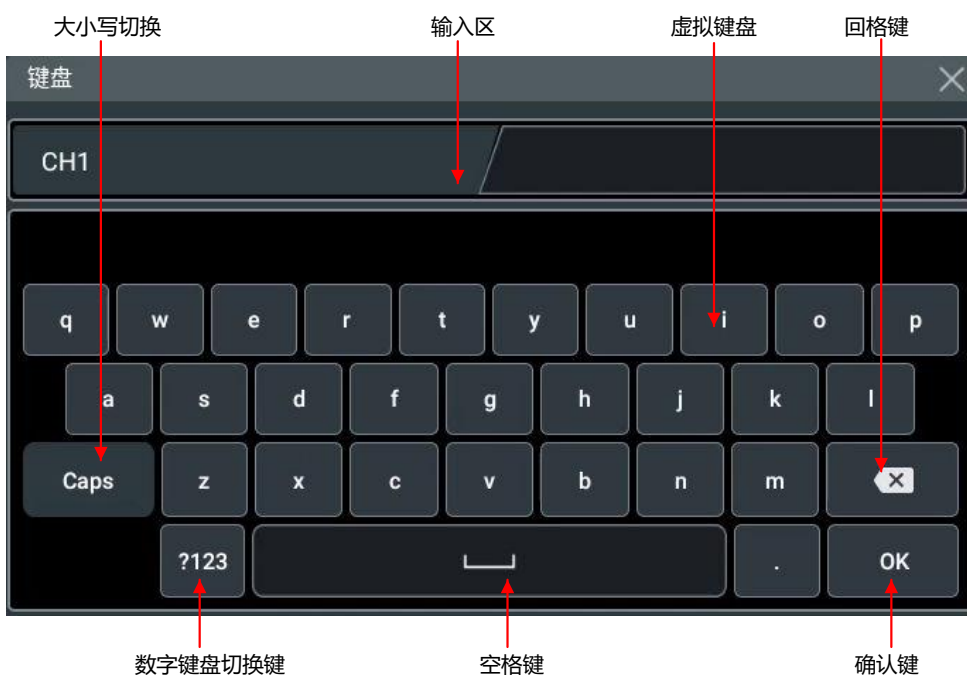 大小写切换 输入区 虚拟键盘 回格键
键盘
CH1
q w e r t y u i o p
a s d f g h j k l
Caps z x c v b n m
?123 . OK
数字键盘切换键 空格键 确认键